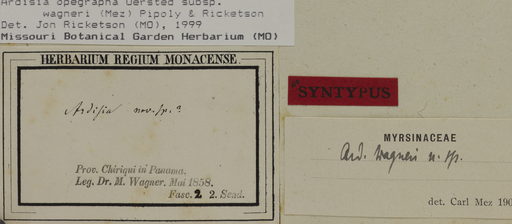 Ardisia opegrapha Oersted subsp.
wagneri (Mez) Pipoly & Ricketson
Det. Jon Ricketson (MO), 1999
Missouri Botanical Garden Herbarium (MO)
HERBARIUM REGIUM MONACENSE.
Ardisia nov. sp.?
Prov. Chiriqui in Panama.
Leg. Dr. M. Wagner. Mai 1858.
Fasc. 2 2. Send.
SYNTYPUS
MYRSINACEAE
Ard. Wagneri n. sp.
det. Carl Mez 190